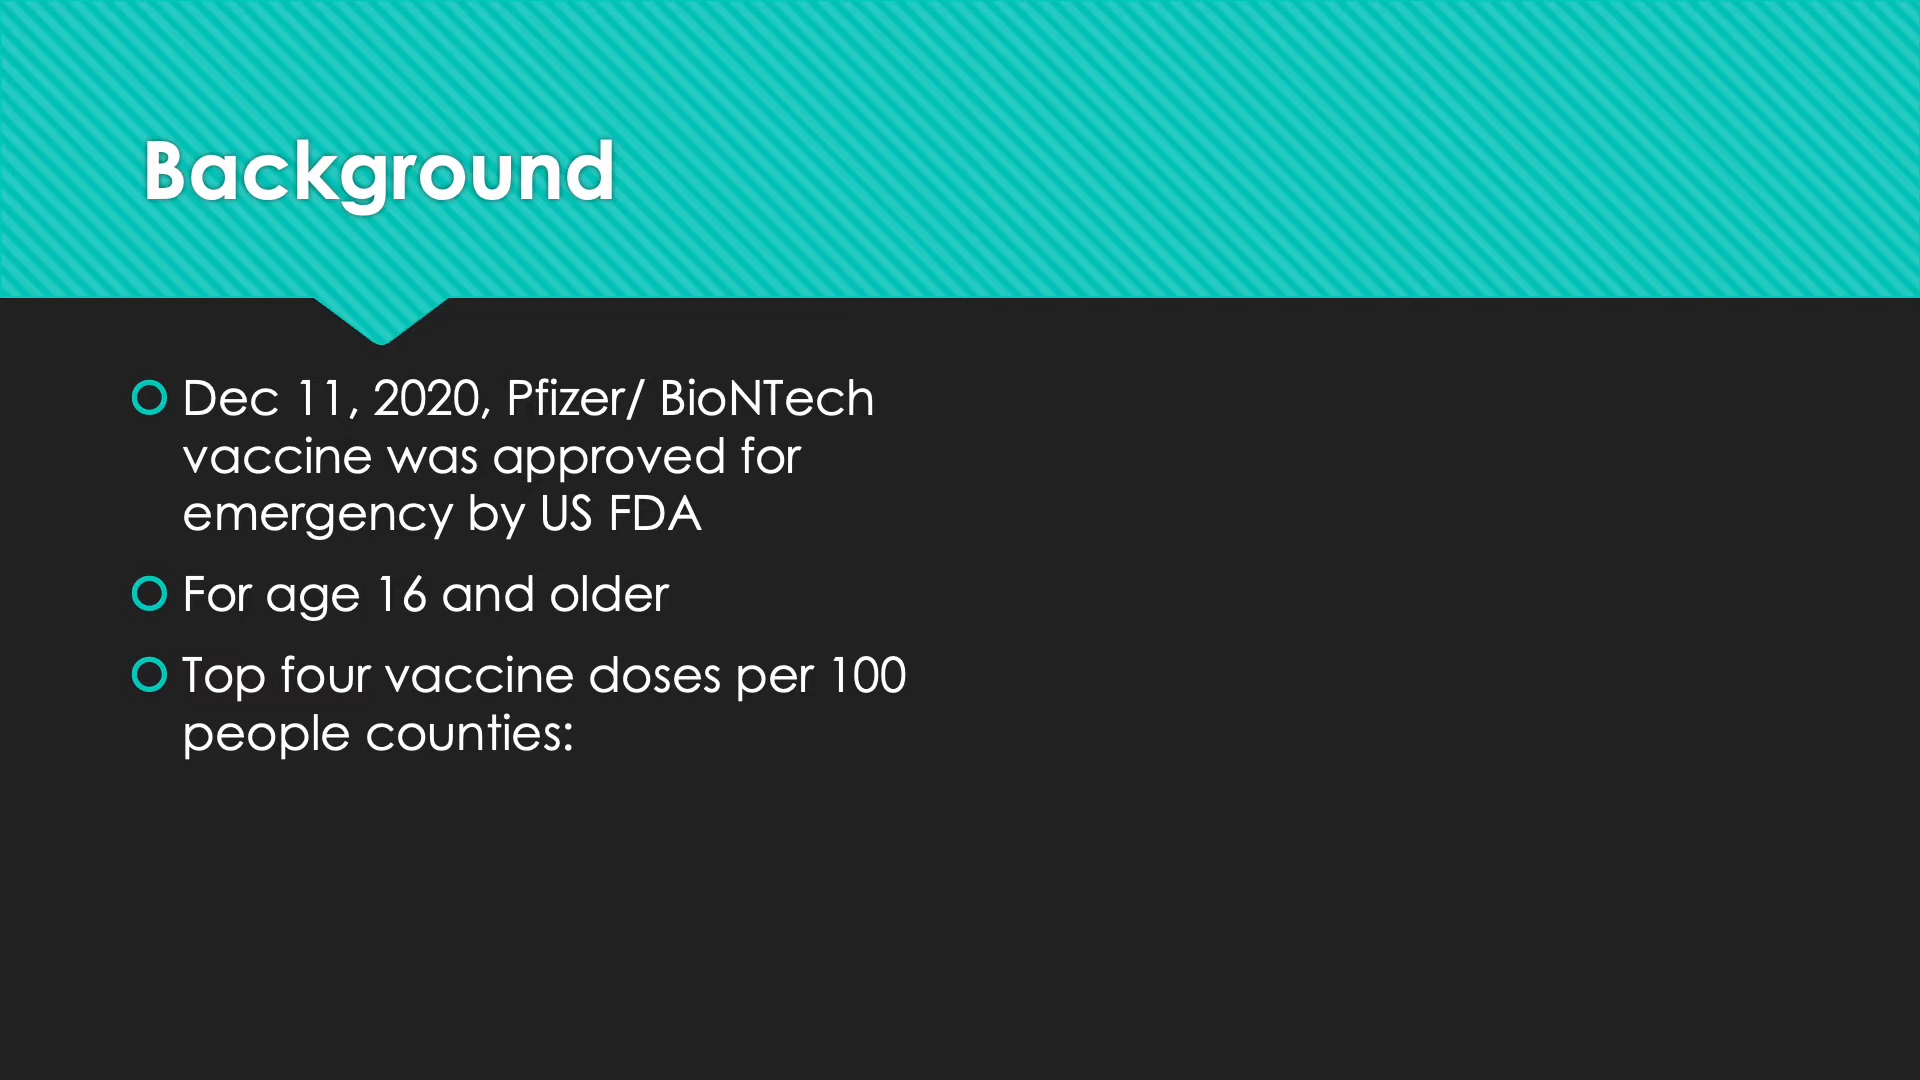 Background
Dec 11, 2020, Pfizer/ BioNTech
vaccine was approved for
emergency by US FDA
For age 16 and older
Top four vaccine doses per 100
people counties: